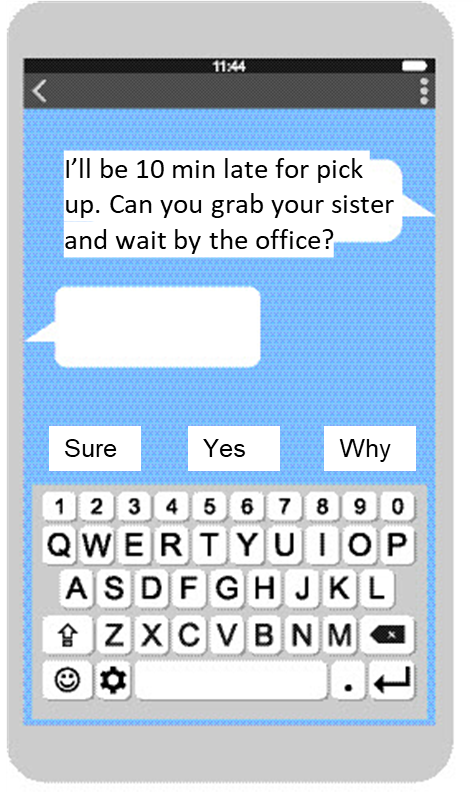 11:44
I’ll be 10 min late for pick
up. Can you grab your sister
and wait by the office?
Sure Yes Why
1 2 3 4 5 6 7 8 9 0
Q W E R T Y U I O P
A S D F G H J K L
Z X C V B N M x
.